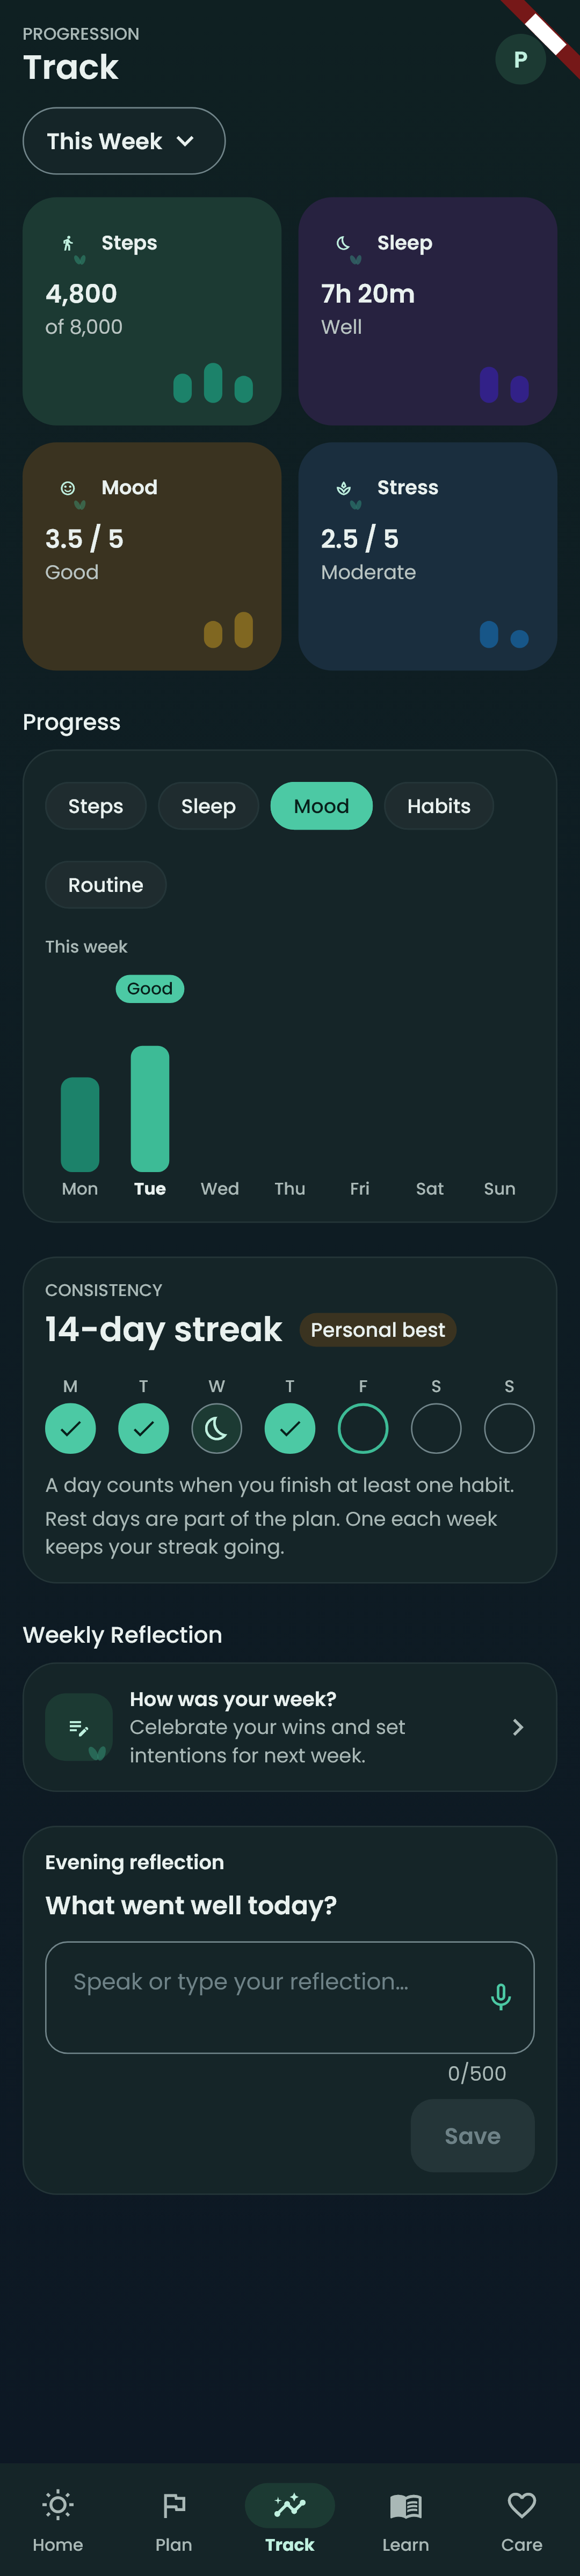 PROGRESSION
Track
P
This Week
Steps
4,800
of 8,000
Sleep
7h 20m
Well
Mood
3.5 / 5
Good
Stress
2.5 / 5
Moderate
Progress
Steps
Sleep
Mood
Habits
Routine
This week
Good
Mon
Tue
Wed
Thu
Fri
Sat
Sun
CONSISTENCY
14-day streak
Personal best
M
T
W
T
F
S
S
A day counts when you finish at least one habit.
Rest days are part of the plan. One each week
keeps your streak going.
Weekly Reflection
How was your week?
Celebrate your wins and set
intentions for next week.
Evening reflection
What went well today?
Speak or type your reflection...
0/500
Save
Home
Plan
Track
Learn
Care